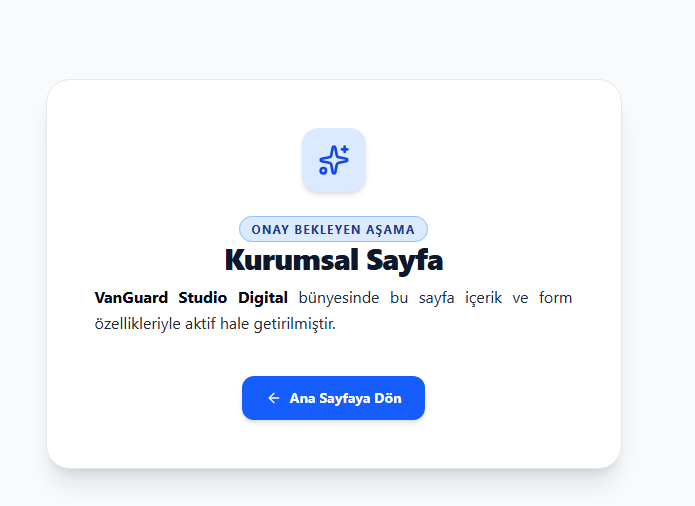 ONAY BEKLEYEN AŞAMA
Kurumsal Sayfa
VanGuard Studio Digital bünyesinde bu sayfa içerik ve form
özellikleriyle aktif hale getirilmiştir.
← Ana Sayfaya Dön